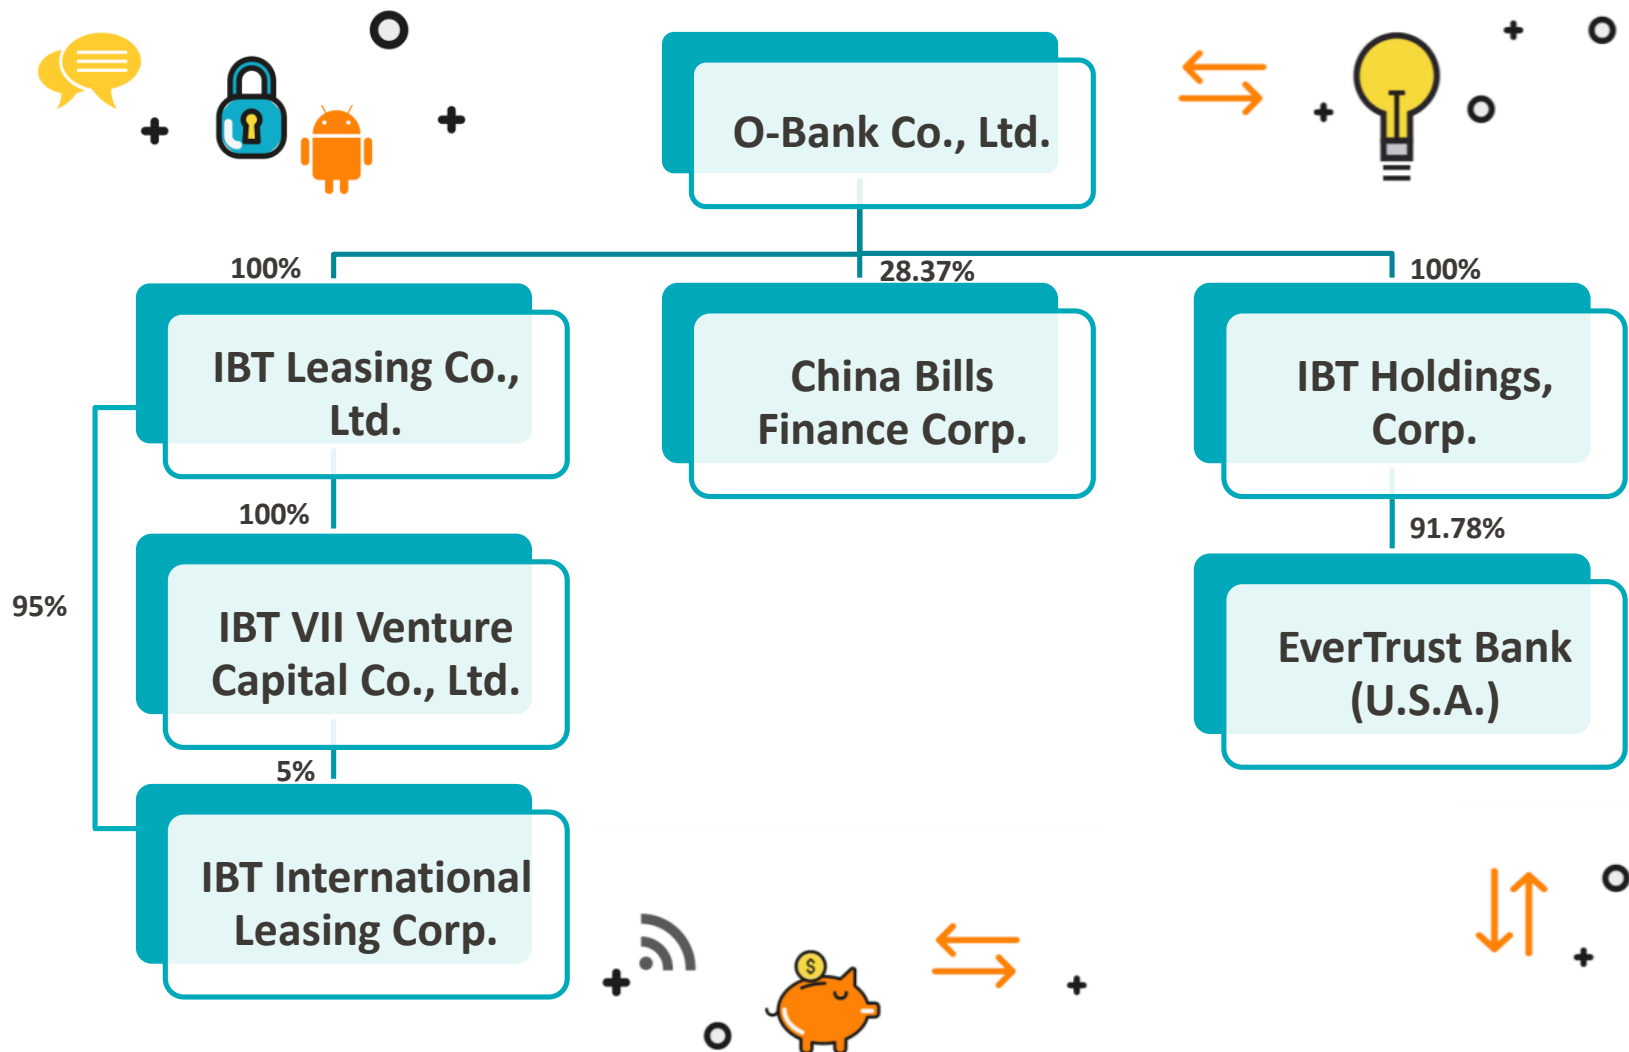 O-Bank Co., Ltd.
100%
28.37%
100%
IBT Leasing Co.,
Ltd.
China Bills
Finance Corp.
IBT Holdings,
Corp.
100%
91.78%
95%
IBT VII Venture
Capital Co., Ltd.
EverTrust Bank
(U.S.A.)
5%
IBT International
Leasing Corp.
$